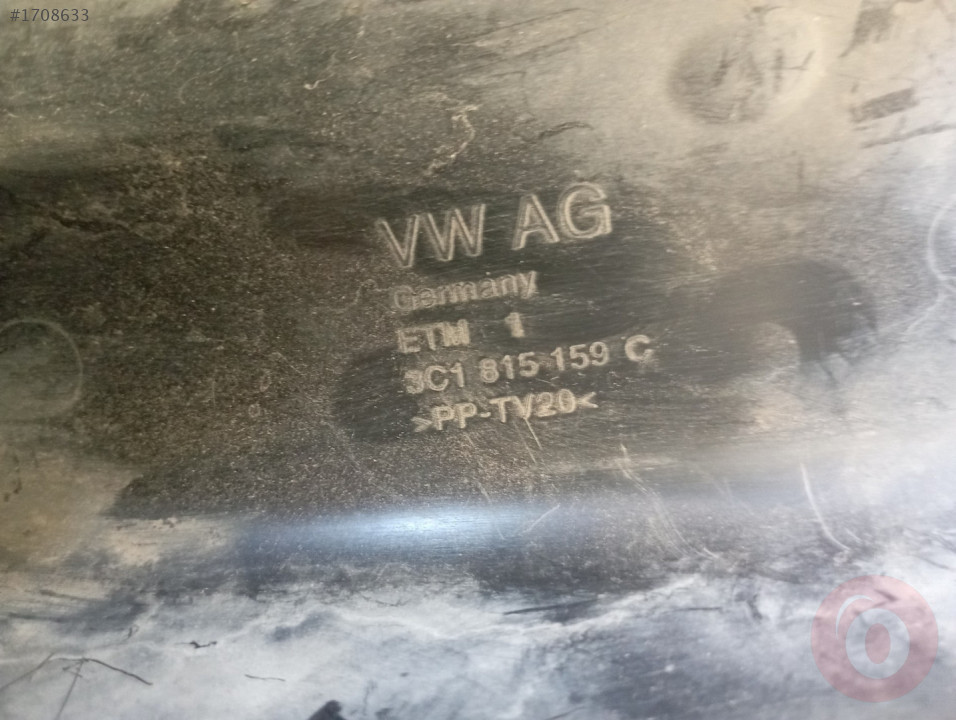 #1708633
VW AG
Germany
ETM 1
3C1 815 159 C
>PP-TV20<